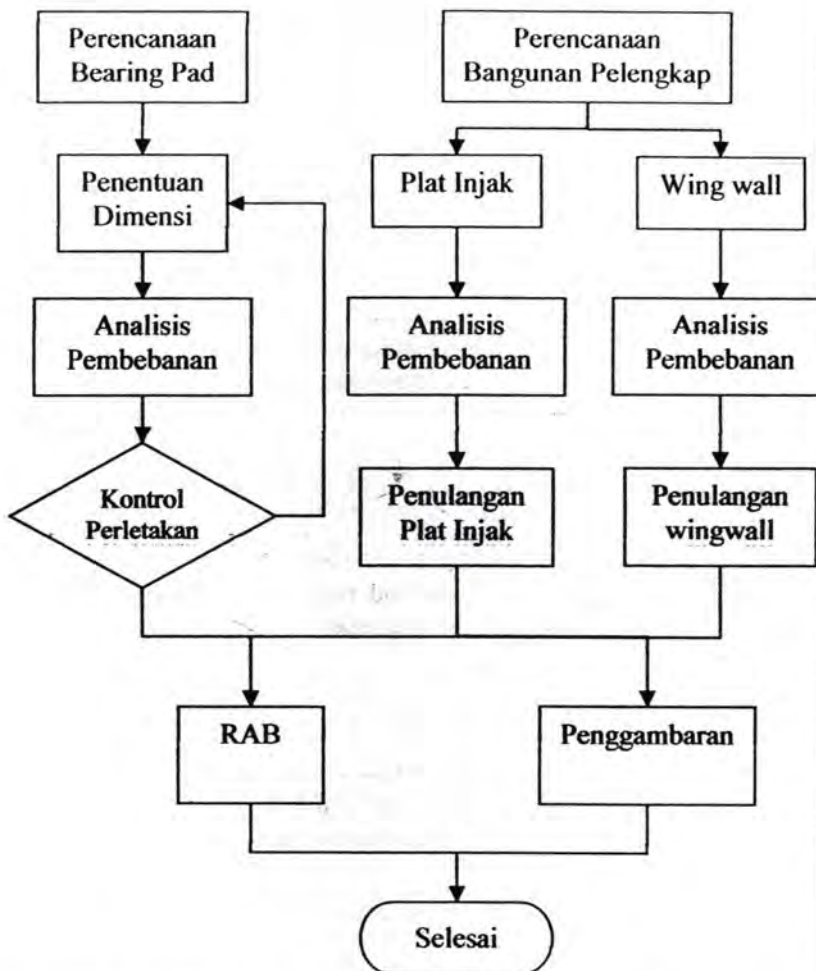 Perencanaan
Bearing Pad
Perencanaan
Bangunan Pelengkap
Penentuan
Dimensi
Plat Injak
Wing wall
Analisis
Pembebanan
Analisis
Pembebanan
Analisis
Pembebanan
Kontrol
Perletakan
Penulangan
Plat Injak
Penulangan
wingwall
RAB
Penggambaran
Selesai